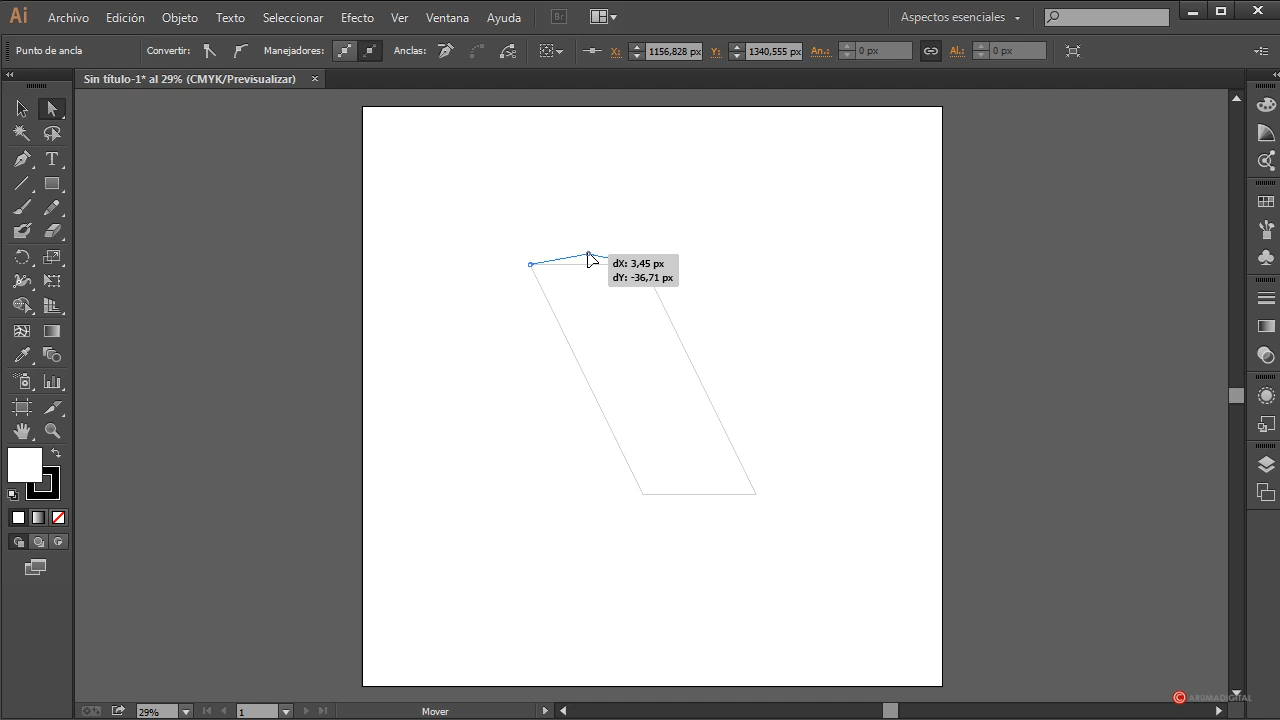 Ai Archivo Edición Objeto Texto Seleccionar Efecto Ver Ventana Ayuda Br Aspectos esenciales
Punto de ancla Convertir: Manejadores: Anclas: X: 1156,828 px Y: 1340,555 px An.: 0 px Al.: 0 px
Sin título-1* al 29% (CMYK/Previsualizar) ×
T
dX: 3,45 px
dY: -36,71 px
© ARUMADIGITAL
29% 1 Mover